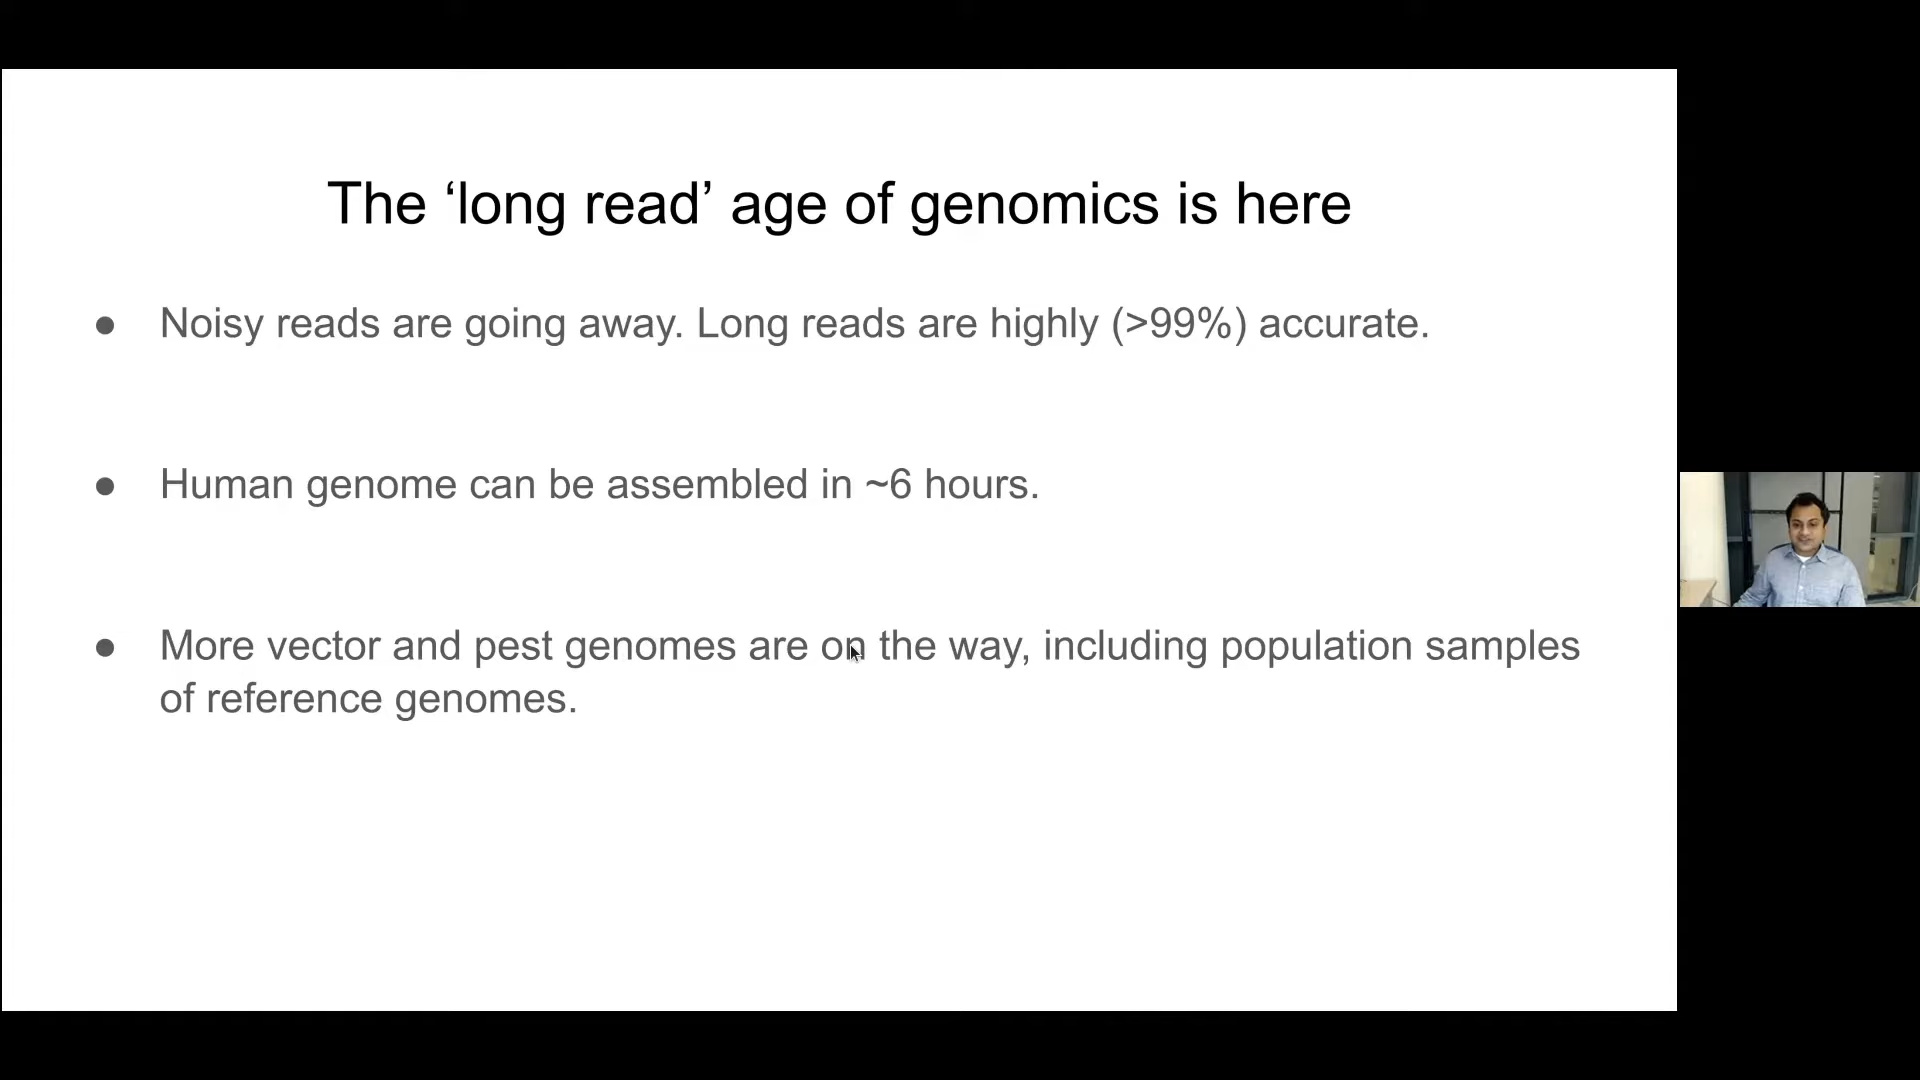 The ‘long read’ age of genomics is here
● Noisy reads are going away. Long reads are highly (>99%) accurate.
● Human genome can be assembled in ~6 hours.
● More vector and pest genomes are on the way, including population samples
of reference genomes.